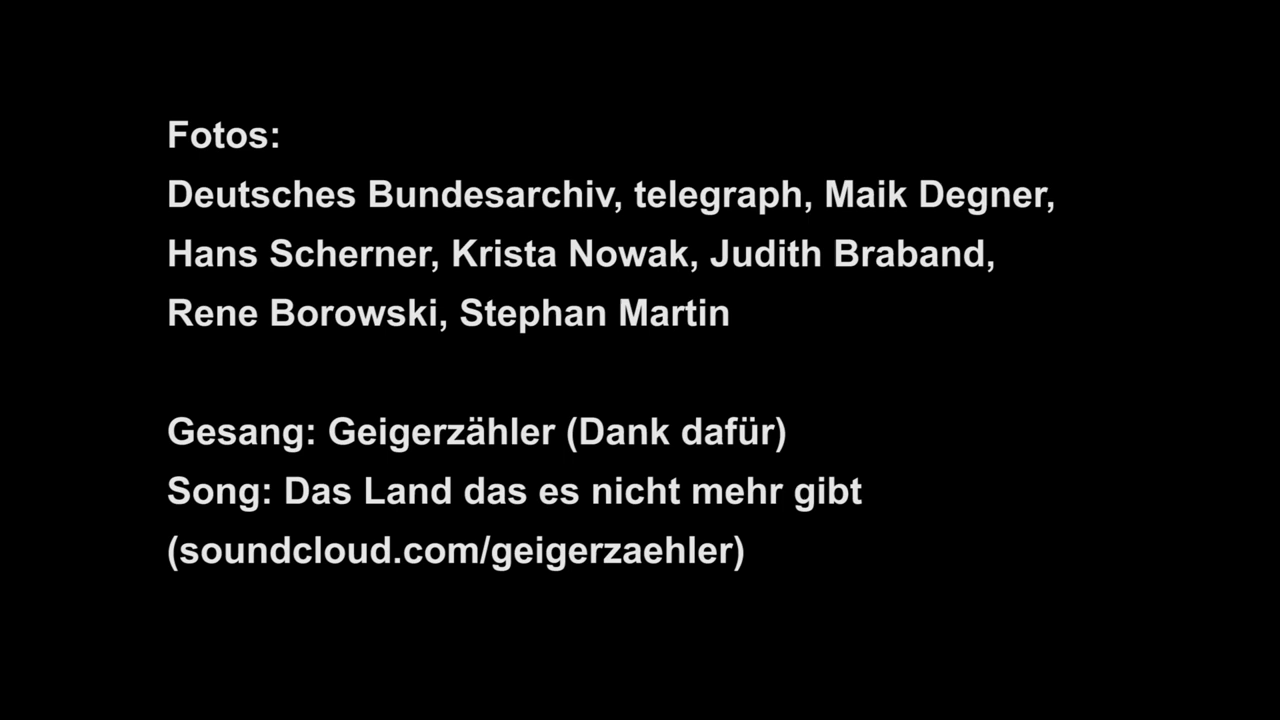 Fotos:
Deutsches Bundesarchiv, telegraph, Maik Degner,
Hans Scherner, Krista Nowak, Judith Braband,
Rene Borowski, Stephan Martin
Gesang: Geigerzähler (Dank dafür)
Song: Das Land das es nicht mehr gibt
(soundcloud.com/geigerzaehler)